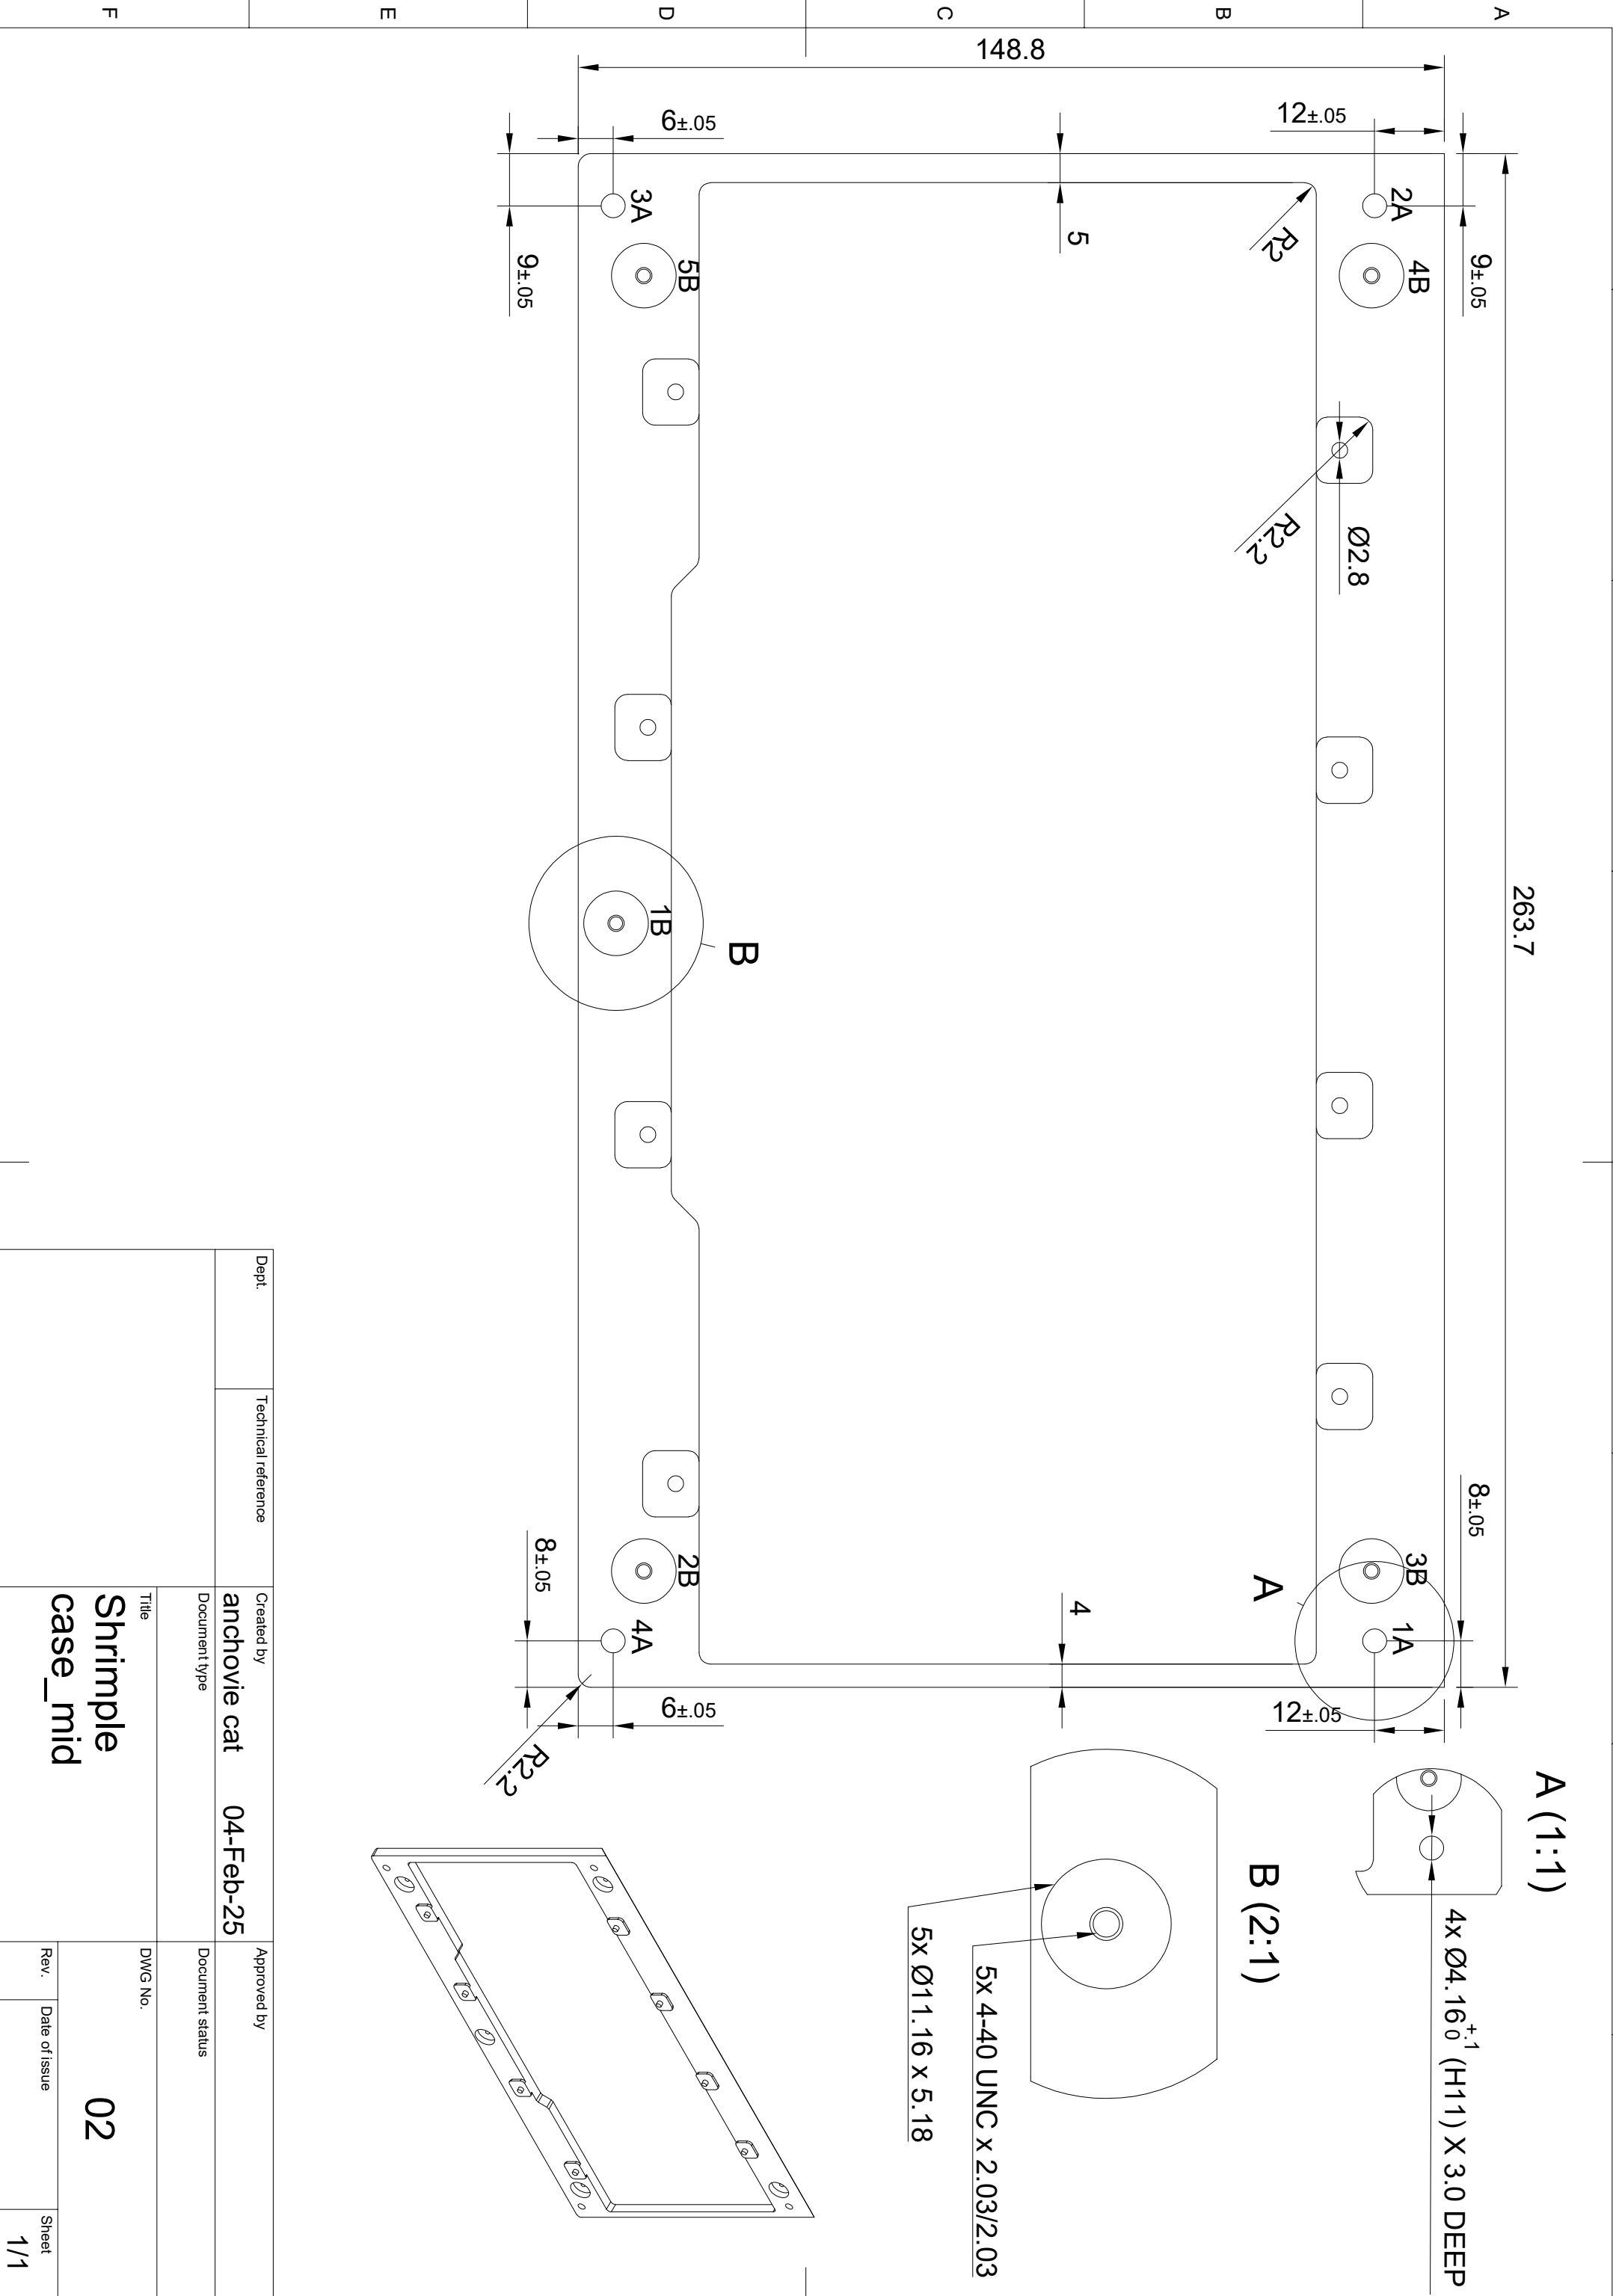 A
B
C
D
E
F
263.7
148.8
9±.05
8±.05
12±.05
12±.05
2A
4B
3B
1A
R2
Ø2.8
R2.2
A
5
4
B
3A
5B
1B
2B
4A
6±.05
6±.05
9±.05
8±.05
R2.2
A (1:1)
4x Ø4.16 +.1 0 (H11) X 3.0 DEEP
B (2:1)
5x 4-40 UNC x 2.03/2.03
5x Ø11.16 x 5.18
Dept.
Technical reference
Created by
Approved by
anchovie cat 04-Feb-25
Document type
Document status
Title
DWG No.
Shrimple
case_mid
02
Rev.
Date of issue
Sheet
1/1